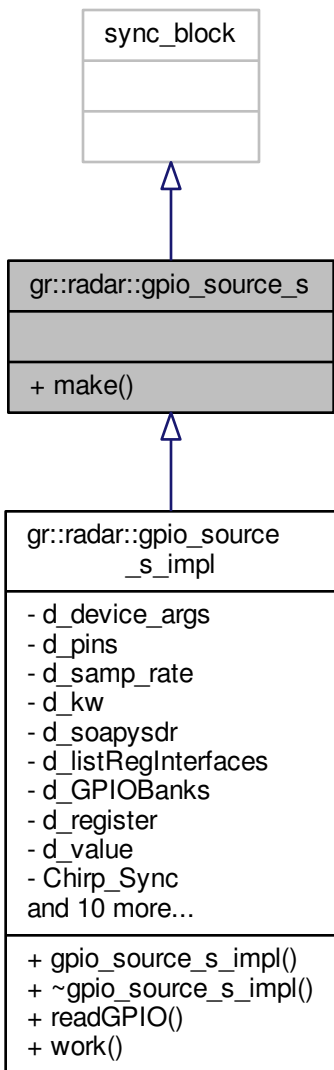 sync_block
gr::radar::gpio_source_s
+ make()
gr::radar::gpio_source
_s_impl
- d_device_args
- d_pins
- d_samp_rate
- d_kw
- d_soapysdr
- d_listRegInterfaces
- d_GPIOBanks
- d_register
- d_value
- Chirp_Sync
and 10 more...
+ gpio_source_s_impl()
+ ~gpio_source_s_impl()
+ readGPIO()
+ work()